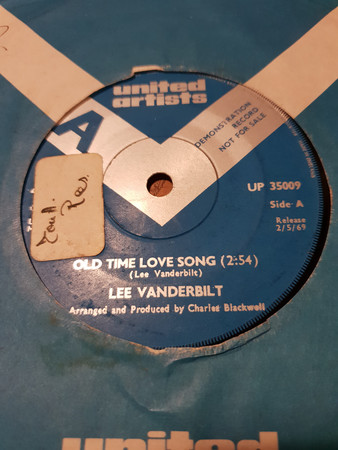 united
artists
A
DEMONSTRATION
RECORD
NOT FOR SALE
UP 35009
Side A
Release
2/5/69
OLD TIME LOVE SONG (2:54)
(Lee Vanderbilt)
LEE VANDERBILT
Arranged and Produced by Charles Blackwell
united